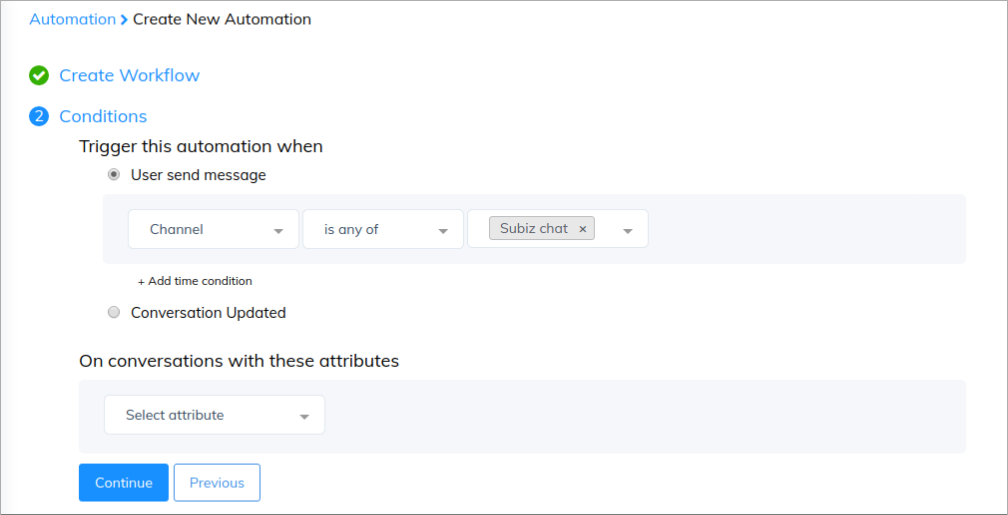 Automation > Create New Automation
Create Workflow
2 Conditions
Trigger this automation when
User send message
Channel is any of Subiz chat ×
+ Add time condition
Conversation Updated
On conversations with these attributes
Select attribute
Continue Previous